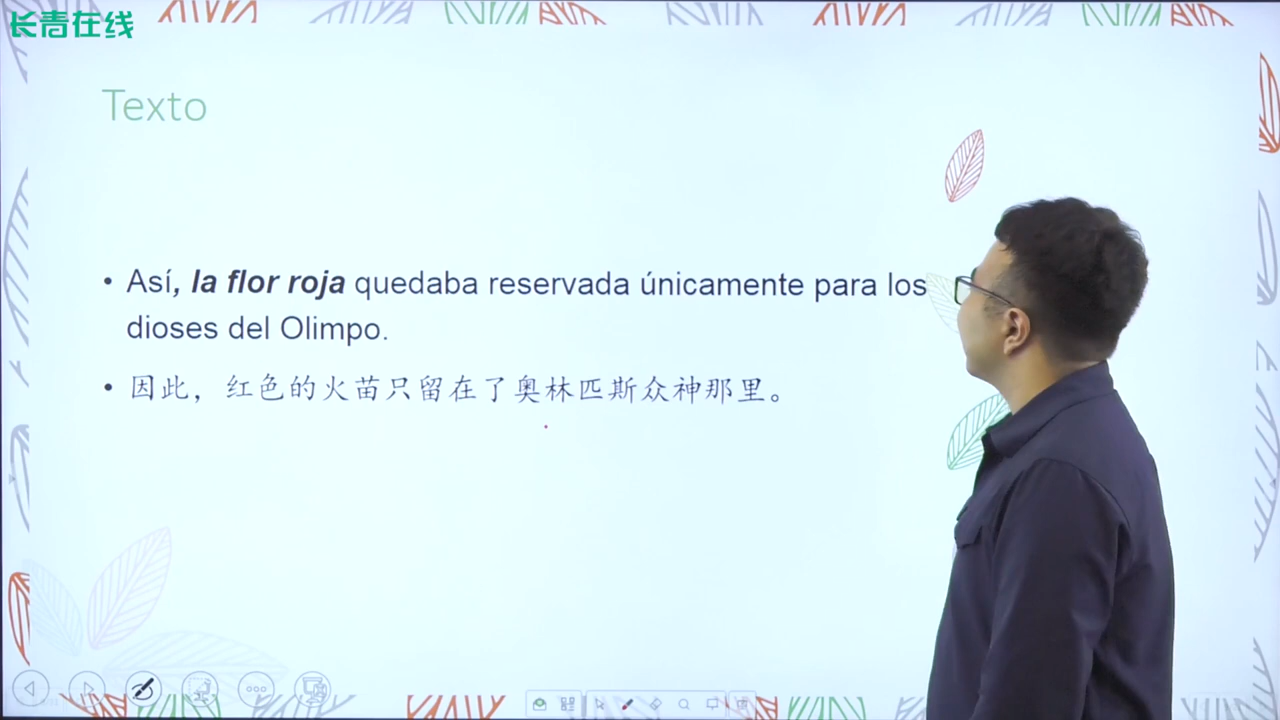 长青在线
Texto
• Así, la flor roja quedaba reservada únicamente para los
dioses del Olimpo.
• 因此，红色的火苗只留在了奥林匹斯众神那里。